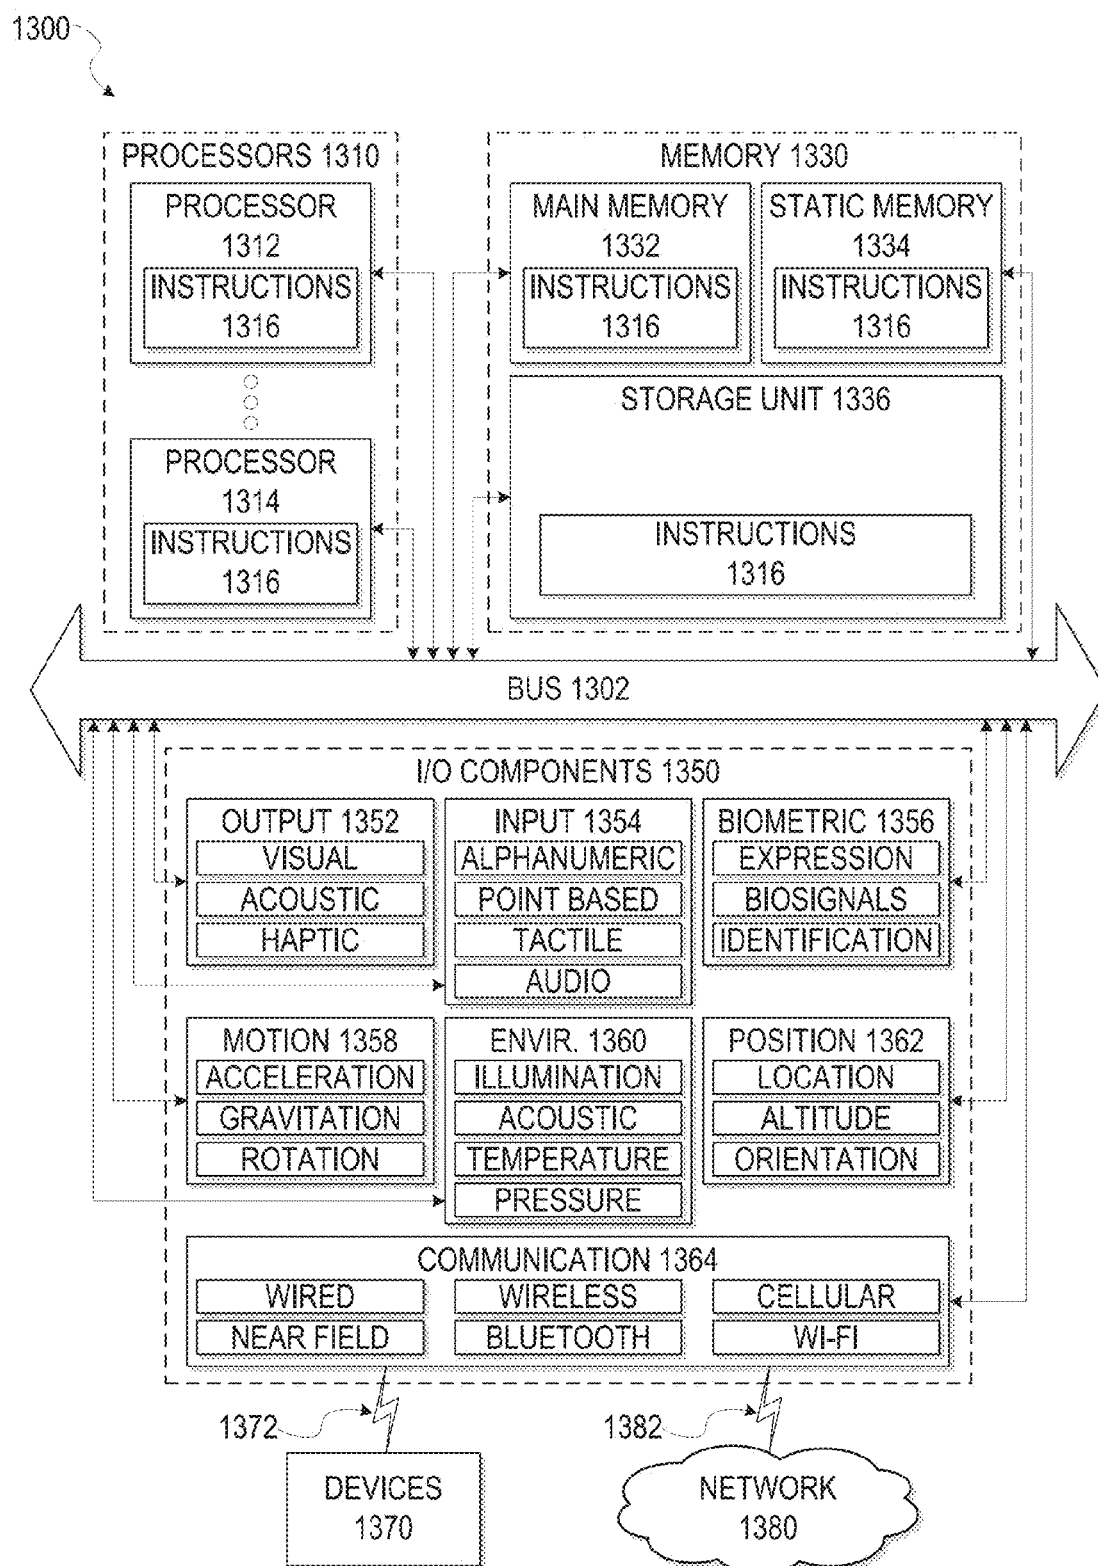 1300
PROCESSORS 1310
PROCESSOR
1312
INSTRUCTIONS
1316
PROCESSOR
1314
INSTRUCTIONS
1316
MEMORY 1330
MAIN MEMORY
1332
INSTRUCTIONS
1316
STATIC MEMORY
1334
INSTRUCTIONS
1316
STORAGE UNIT 1336
INSTRUCTIONS
1316
BUS 1302
I/O COMPONENTS 1350
OUTPUT 1352
VISUAL
ACOUSTIC
HAPTIC
INPUT 1354
ALPHANUMERIC
POINT BASED
TACTILE
AUDIO
BIOMETRIC 1356
EXPRESSION
BIOSIGNALS
IDENTIFICATION
MOTION 1358
ACCELERATION
GRAVITATION
ROTATION
ENVIR. 1360
ILLUMINATION
ACOUSTIC
TEMPERATURE
PRESSURE
POSITION 1362
LOCATION
ALTITUDE
ORIENTATION
COMMUNICATION 1364
WIRED
WIRELESS
CELLULAR
NEAR FIELD
BLUETOOTH
WI-FI
1372
1382
DEVICES
1370
NETWORK
1380